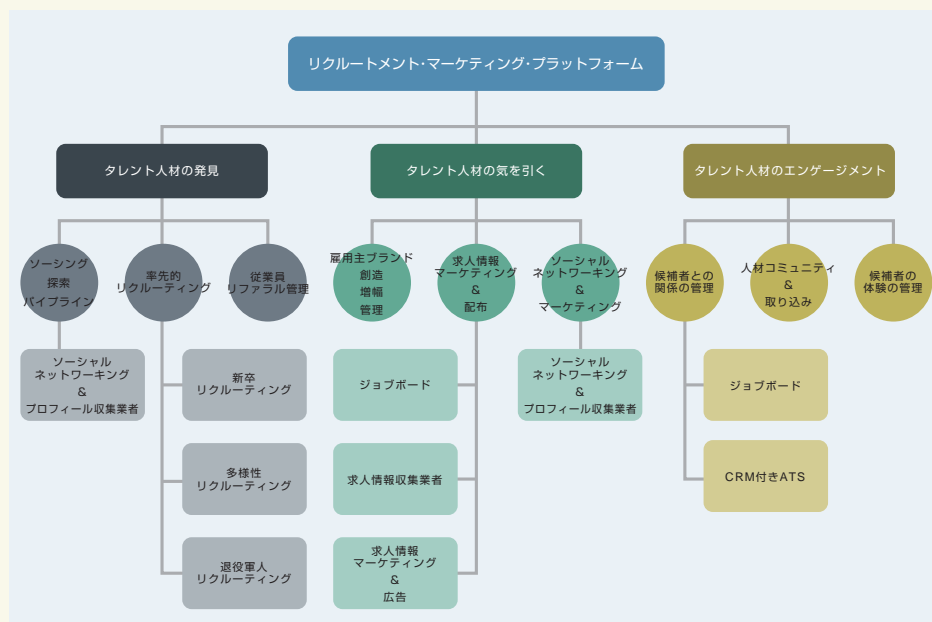 リクルートメント・マーケティング・プラットフォーム
タレント人材の発見
タレント人材の気を引く
タレント人材のエンゲージメント
ソーシング
探索
パイプライン
率先的
リクルーティング
従業員
リファラル管理
雇用主ブランド
創造
増幅
管理
求人情報
マーケティング
&
配布
ソーシャル
ネットワーキング
&
マーケティング
候補者との
関係の管理
人材コミュニティ
&
取り込み
候補者の
体験の管理
ソーシャル
ネットワーキング
&
プロフィール収集業者
新卒
リクルーティング
ジョブボード
ソーシャル
ネットワーキング
&
プロフィール収集業者
ジョブボード
多様性
リクルーティング
求人情報収集業者
CRM付きATS
退役軍人
リクルーティング
求人情報
マーケティング
&
広告